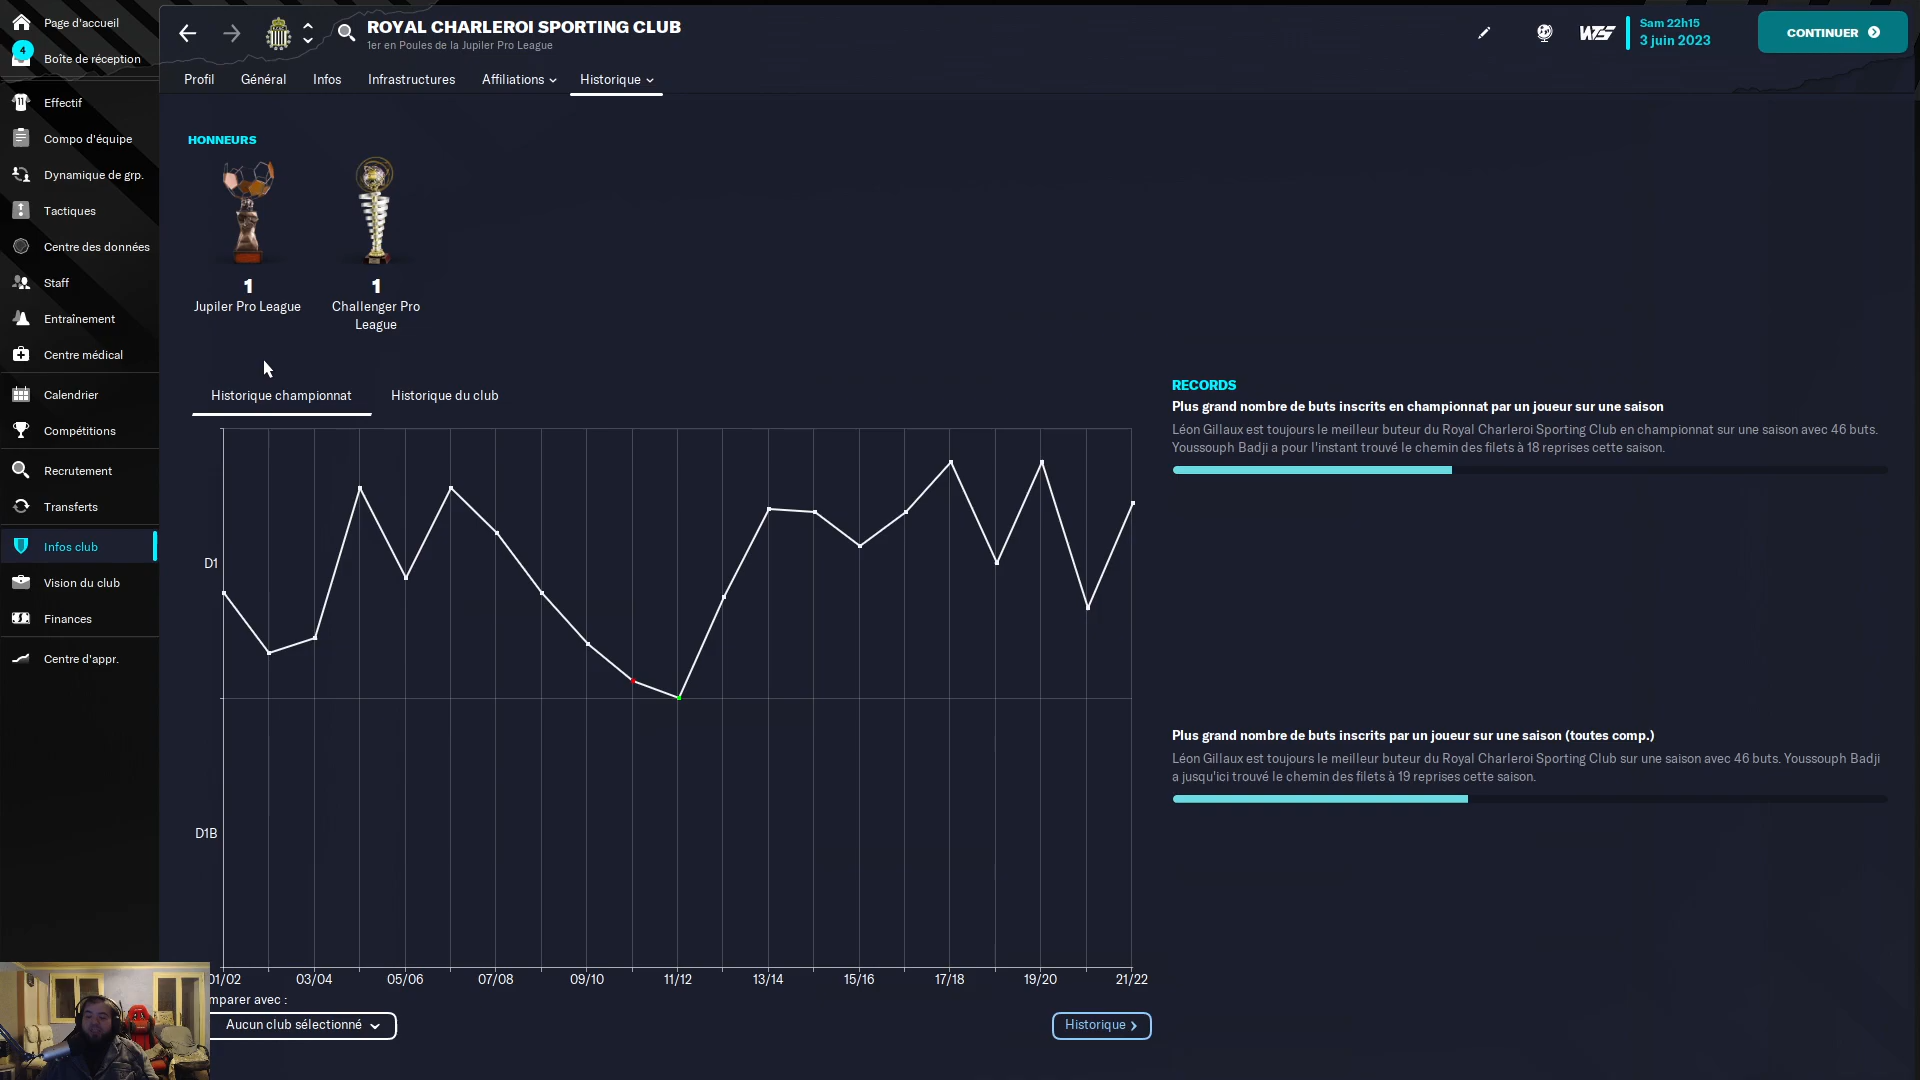 Page d'accueil
4
Boîte de réception
Effectif
Compo d'équipe
Dynamique de grp.
Tactiques
Centre des données
Staff
Entraînement
Centre médical
Calendrier
Compétitions
Recrutement
Transferts
Infos club
Vision du club
Finances
Centre d'appr.
ROYAL CHARLEROI SPORTING CLUB
1er en Poules de la Jupiler Pro League
Sam 22h15
3 juin 2023
CONTINUER
Profil
Général
Infos
Infrastructures
Affiliations
Historique
HONNEURS
1
Jupiler Pro League
1
Challenger Pro
League
Historique championnat
Historique du club
D1
D1B
01/02
03/04
05/06
07/08
09/10
11/12
13/14
15/16
17/18
19/20
21/22
mparer avec :
Aucun club sélectionné
Historique
RECORDS
Plus grand nombre de buts inscrits en championnat par un joueur sur une saison
Léon Gillaux est toujours le meilleur buteur du Royal Charleroi Sporting Club en championnat sur une saison avec 46 buts.
Youssouph Badji a pour l'instant trouvé le chemin des filets à 18 reprises cette saison.
Plus grand nombre de buts inscrits par un joueur sur une saison (toutes comp.)
Léon Gillaux est toujours le meilleur buteur du Royal Charleroi Sporting Club sur une saison avec 46 buts. Youssouph Badji
a jusqu'ici trouvé le chemin des filets à 19 reprises cette saison.